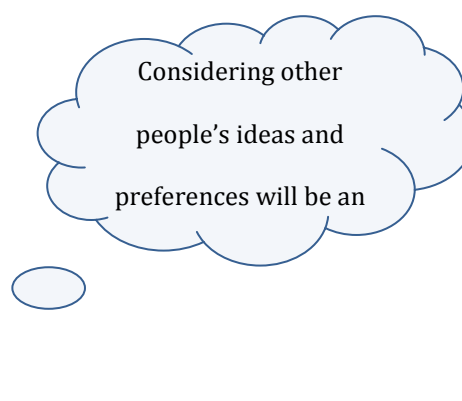 Considering other
people’s ideas and
preferences will be an